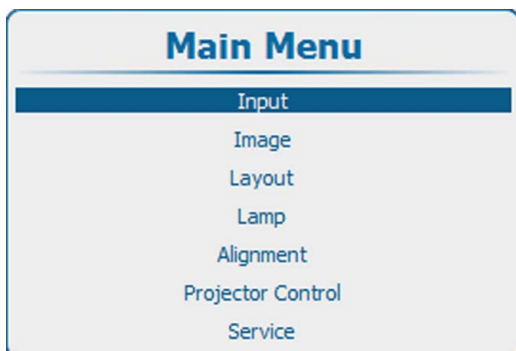 Main Menu
Input
Image
Layout
Lamp
Alignment
Projector Control
Service